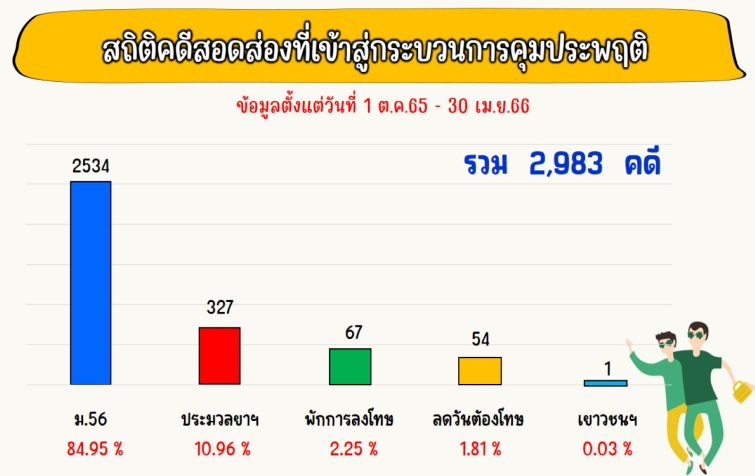 สถิติคดีสอดส่องที่เข้าสู่กระบวนการคุมประพฤติ
ข้อมูลตั้งแต่วันที่ 1 ต.ค.65 - 30 เม.ย.66
รวม 2,983 คดี
2534
327
67
54
1
ม.56 ประมวลยาฯ พักการลงโทษ ลดวันต้องโทษ เยาวชนฯ
84.95 % 10.96 % 2.25 % 1.81 % 0.03 %